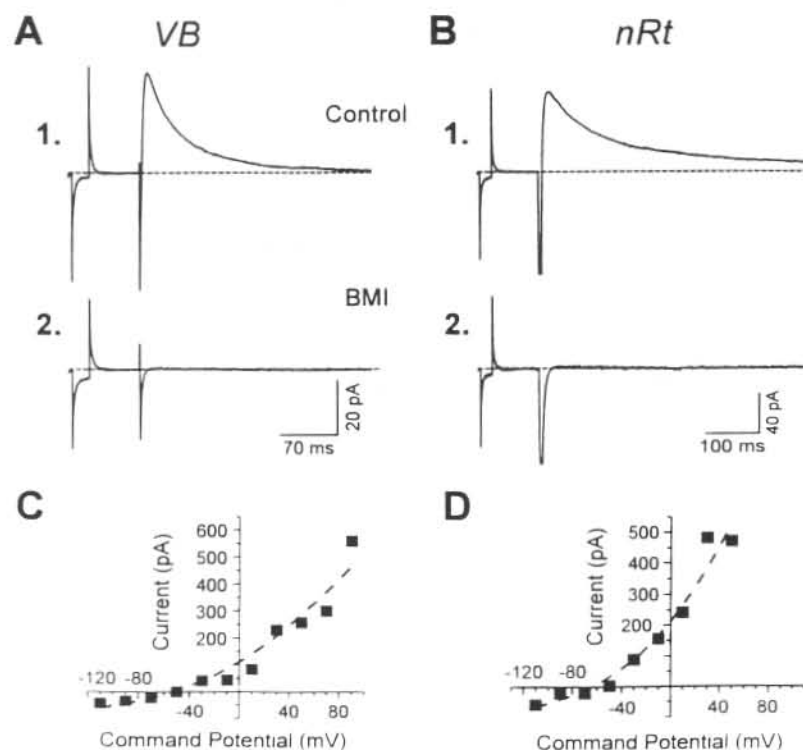 A VB
B nRt
1.
Control
1.
2.
BMI
2.
20 pA
70 ms
40 pA
100 ms
C
Current (pA)
600
500
400
300
200
-120 -80
-40 40 80
Command Potential (mV)
D
Current (pA)
500
400
300
200
100
-120 -80
-40 40 80
Command Potential (mV)